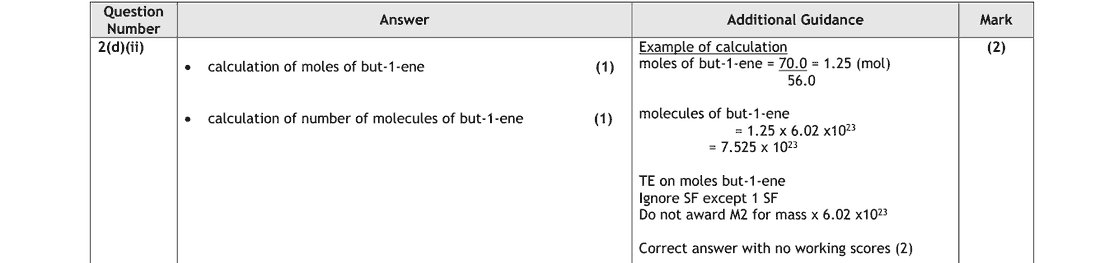 Question Number Answer Additional Guidance Mark
2(d)(ii) Example of calculation (2)
• calculation of moles of but-1-ene (1) moles of but-1-ene = 70.0 = 1.25 (mol)
56.0
• calculation of number of molecules of but-1-ene (1) molecules of but-1-ene
= 1.25 x 6.02 x10²³
= 7.525 x 10²³
TE on moles but-1-ene
Ignore SF except 1 SF
Do not award M2 for mass x 6.02 x10²³
Correct answer with no working scores (2)